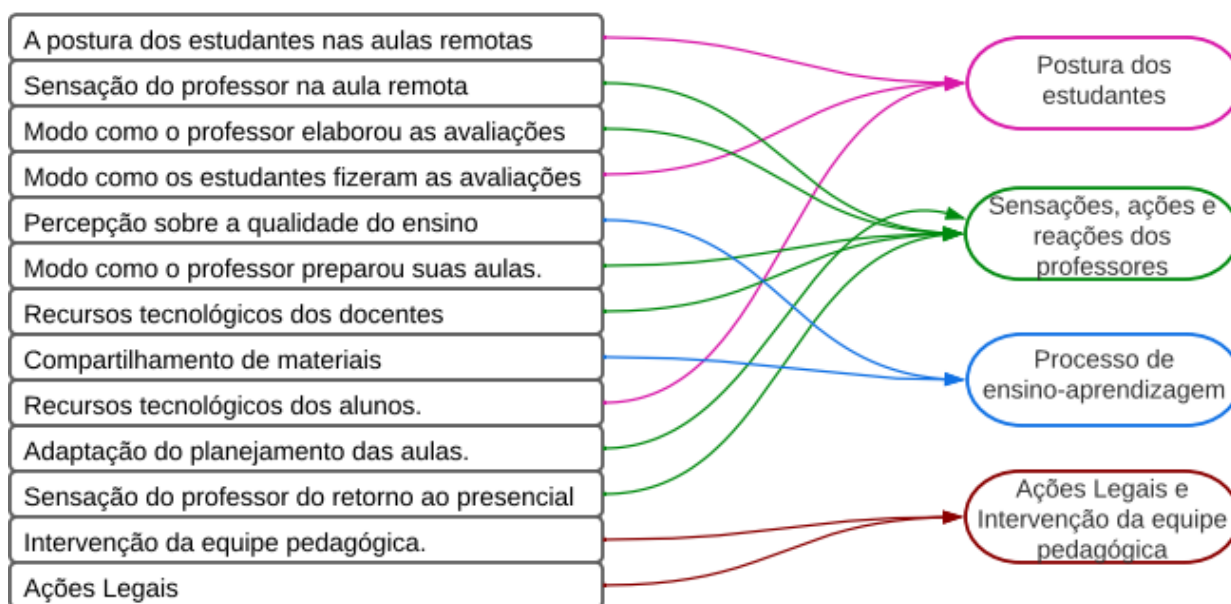 A postura dos estudantes nas aulas remotas
Sensação do professor na aula remota
Modo como o professor elaborou as avaliações
Modo como os estudantes fizeram as avaliações
Percepção sobre a qualidade do ensino
Modo como o professor preparou suas aulas.
Recursos tecnológicos dos docentes
Compartilhamento de materiais
Recursos tecnológicos dos alunos.
Adaptação do planejamento das aulas.
Sensação do professor do retorno ao presencial
Intervenção da equipe pedagógica.
Ações Legais
Postura dos
estudantes
Sensações, ações e
reações dos
professores
Processo de
ensino-aprendizagem
Ações Legais e
Intervenção da equipe
pedagógica